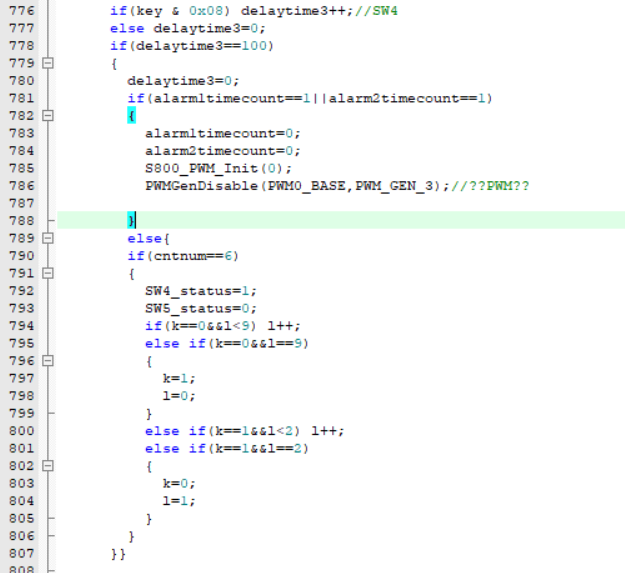 776 if(key & 0x08) delaytime3++;//SW4
777 else delaytime3=0;
778 if(delaytime3==100)
779 {
780 delaytime3=0;
781 if(alarm1timecount==1||alarm2timecount==1)
782 {
783 alarm1timecount=0;
784 alarm2timecount=0;
785 S800_PWM_Init(0);
786 PWMGenDisable(PWM0_BASE,PWM_GEN_3);//??PWM??
787
788 }
789 else{
790 if(cntnum==6)
791 {
792 SW4_status=1;
793 SW5_status=0;
794 if(k==0&&l<9) l++;
795 else if(k==0&&l==9)
796 {
797 k=1;
798 l=0;
799 }
800 else if(k==1&&l<2) l++;
801 else if(k==1&&l==2)
802 {
803 k=0;
804 l=1;
805 }
806 }
807 }}
808